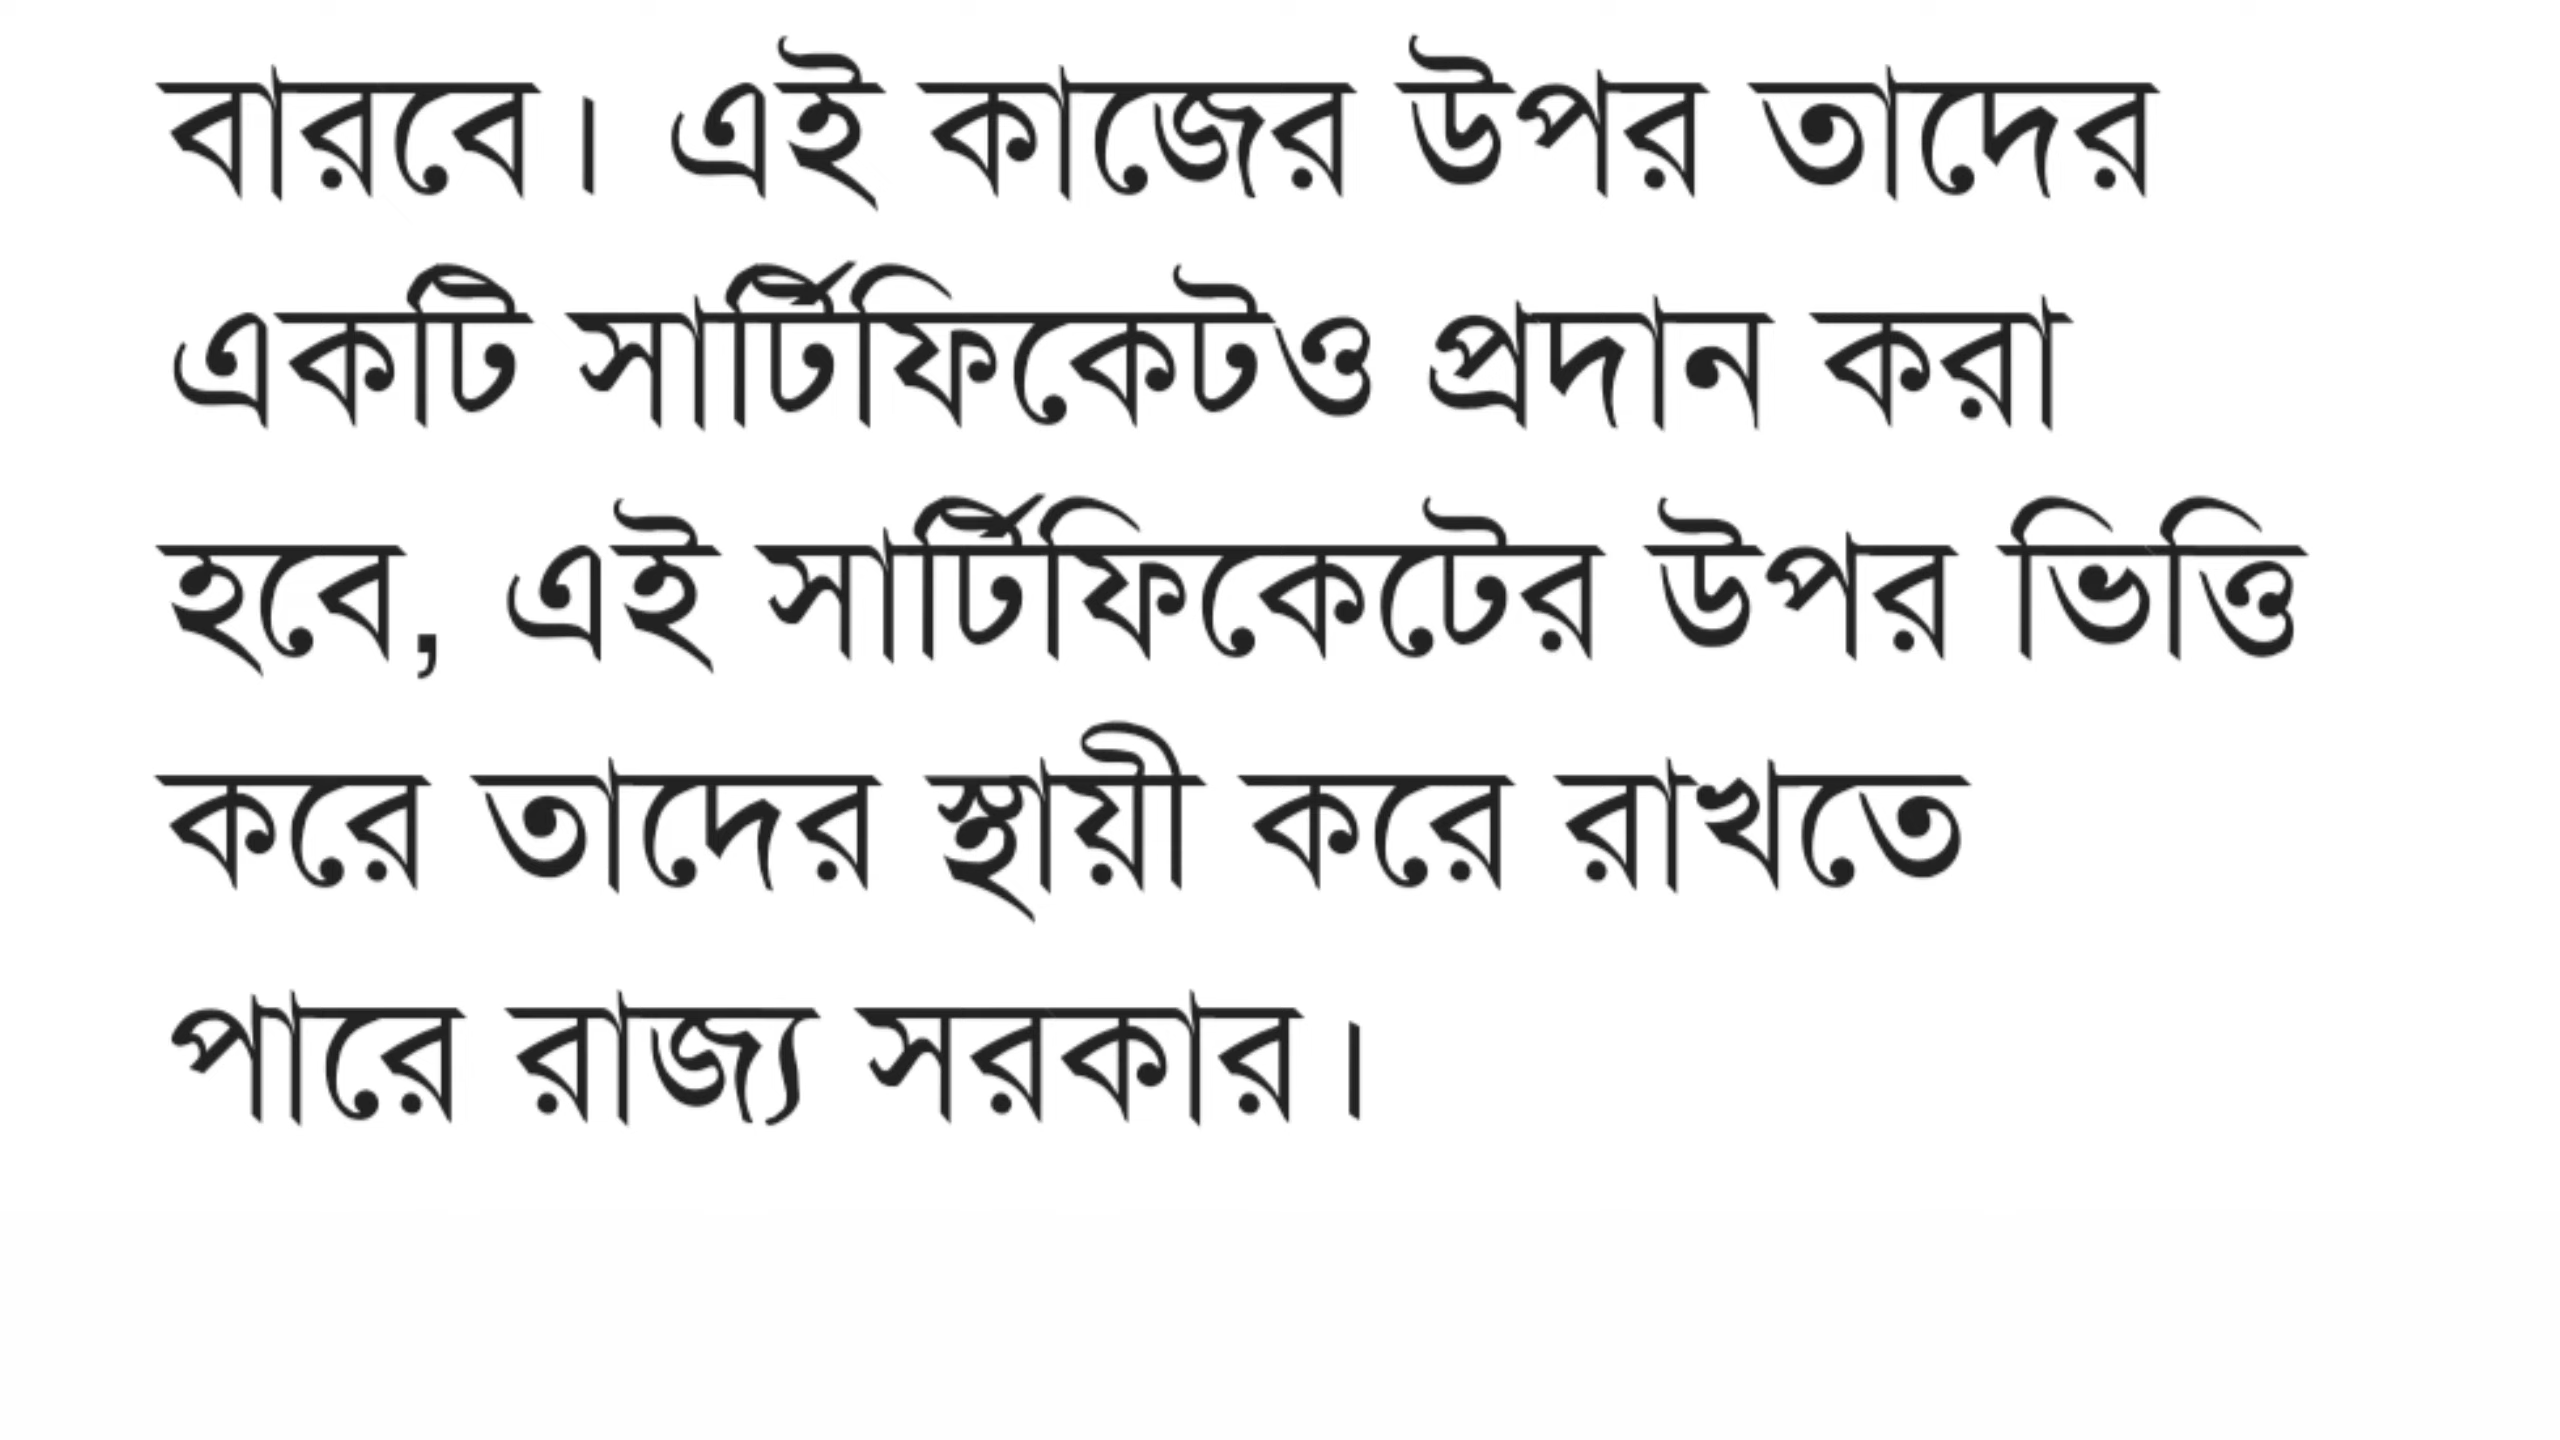 বারবে। এই কাজের উপর তাদের
একটি সার্টিফিকেটও প্রদান করা
হবে, এই সার্টিফিকেটের উপর ভিত্তি
করে তাদের স্থায়ী করে রাখতে
পারে রাজ্য সরকার।